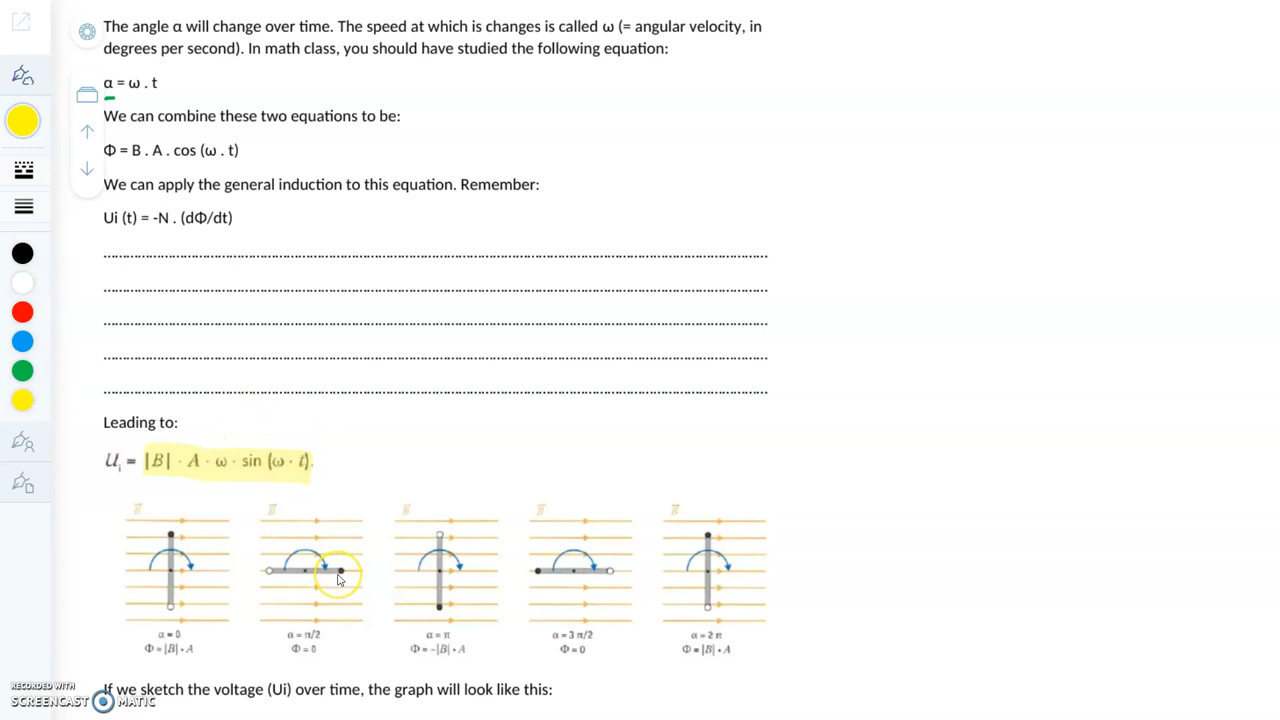 The angle α will change over time. The speed at which is changes is called ω (= angular velocity, in
degrees per second). In math class, you should have studied the following equation:
α = ω . t
We can combine these two equations to be:
Φ = B . A . cos (ω . t)
We can apply the general induction to this equation. Remember:
Ui (t) = -N . (dΦ/dt)
Leading to:
Ui = |B| · A · ω · sin (ω · t).
B B B B B
α = 0 α = π/2 α = π α = 3 π/2 α = 2 π
Φ = |B| • A Φ = 0 Φ = -|B| • A Φ = 0 Φ = |B| • A
If we sketch the voltage (Ui) over time, the graph will look like this:
RECORDED WITH
SCREENCAST MATIC